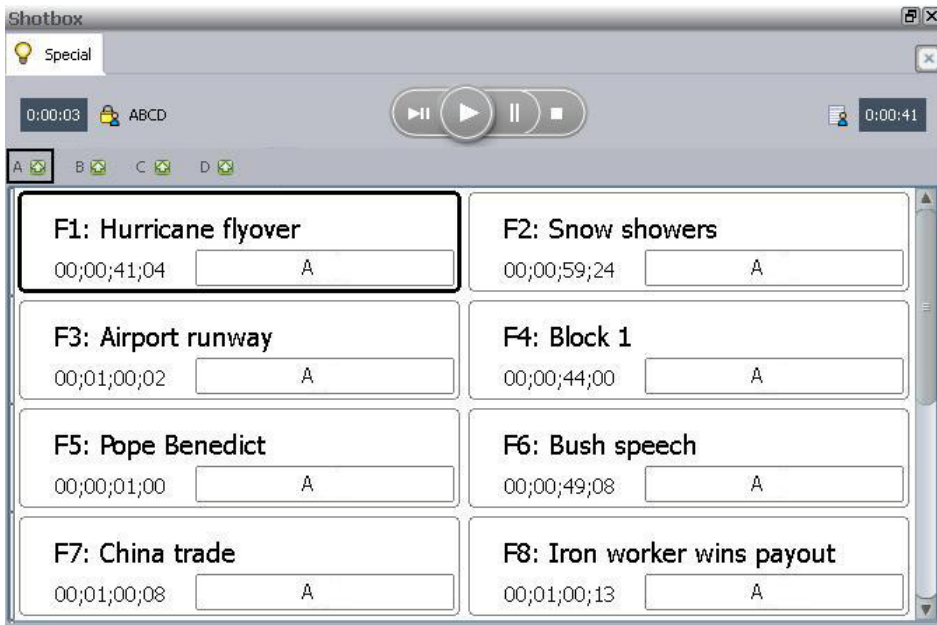 Shotbox
Special
0:00:03 ABCD 0:00:41
A B C D
F1: Hurricane flyover
00;00;41;04 A
F2: Snow showers
00;00;59;24 A
F3: Airport runway
00;01;00;02 A
F4: Block 1
00;00;44;00 A
F5: Pope Benedict
00;00;01;00 A
F6: Bush speech
00;00;49;08 A
F7: China trade
00;01;00;08 A
F8: Iron worker wins payout
00;01;00;13 A